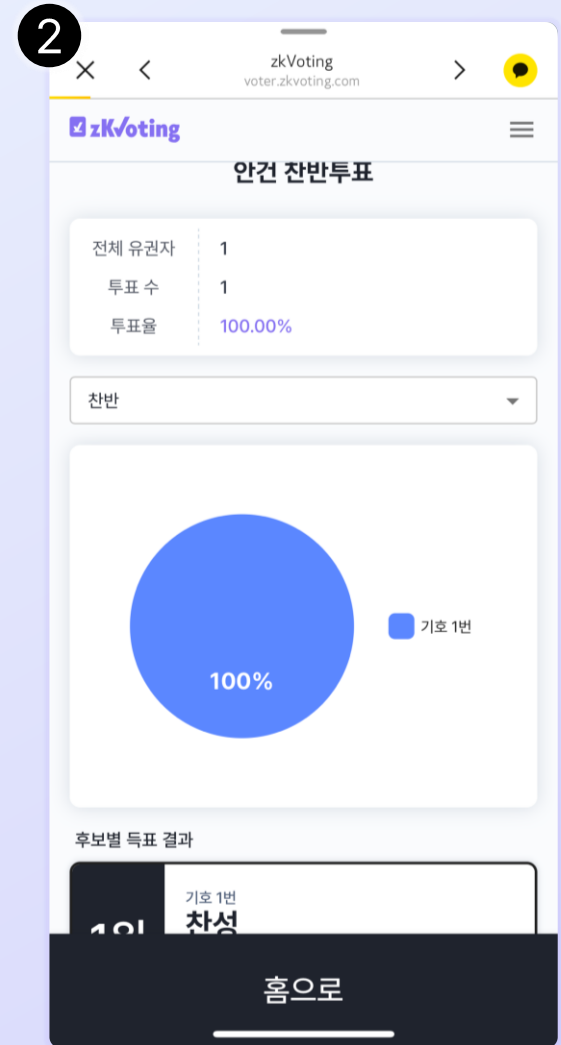 2
zkVoting
voter.zkvoting.com
zkVoting
안건 찬반투표
전체 유권자 1
투표 수 1
투표율 100.00%
찬반
100%
기호 1번
후보별 득표 결과
기호 1번
1위 찬성
홈으로